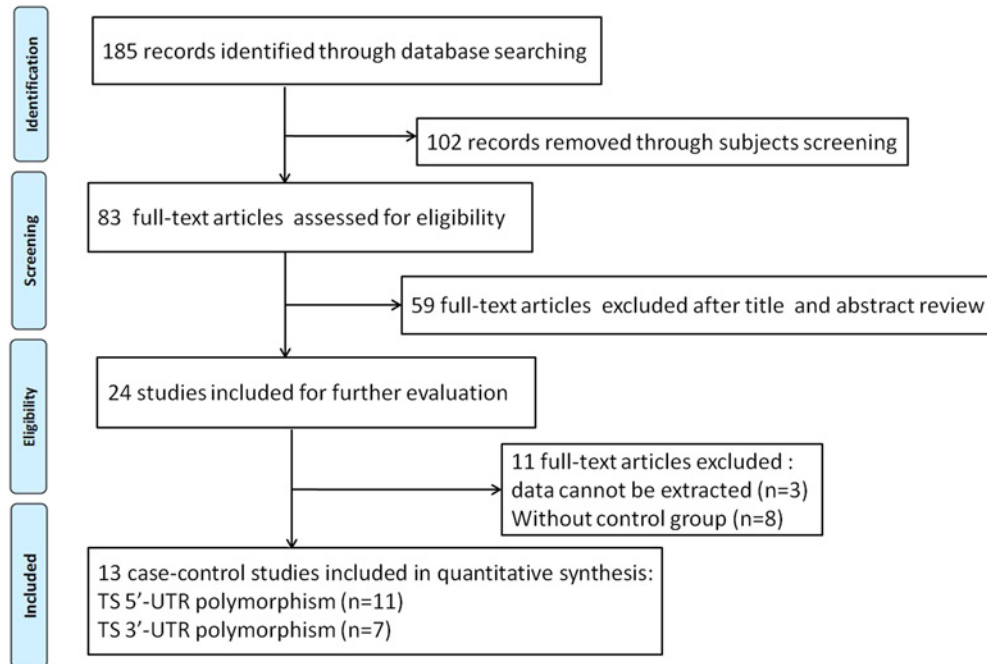 Identification
185 records identified through database searching
102 records removed through subjects screening
Screening
83 full-text articles assessed for eligibility
59 full-text articles excluded after title and abstract review
Eligibility
24 studies included for further evaluation
11 full-text articles excluded :
data cannot be extracted (n=3)
Without control group (n=8)
Included
13 case-control studies included in quantitative synthesis:
TS 5’-UTR polymorphism (n=11)
TS 3’-UTR polymorphism (n=7)